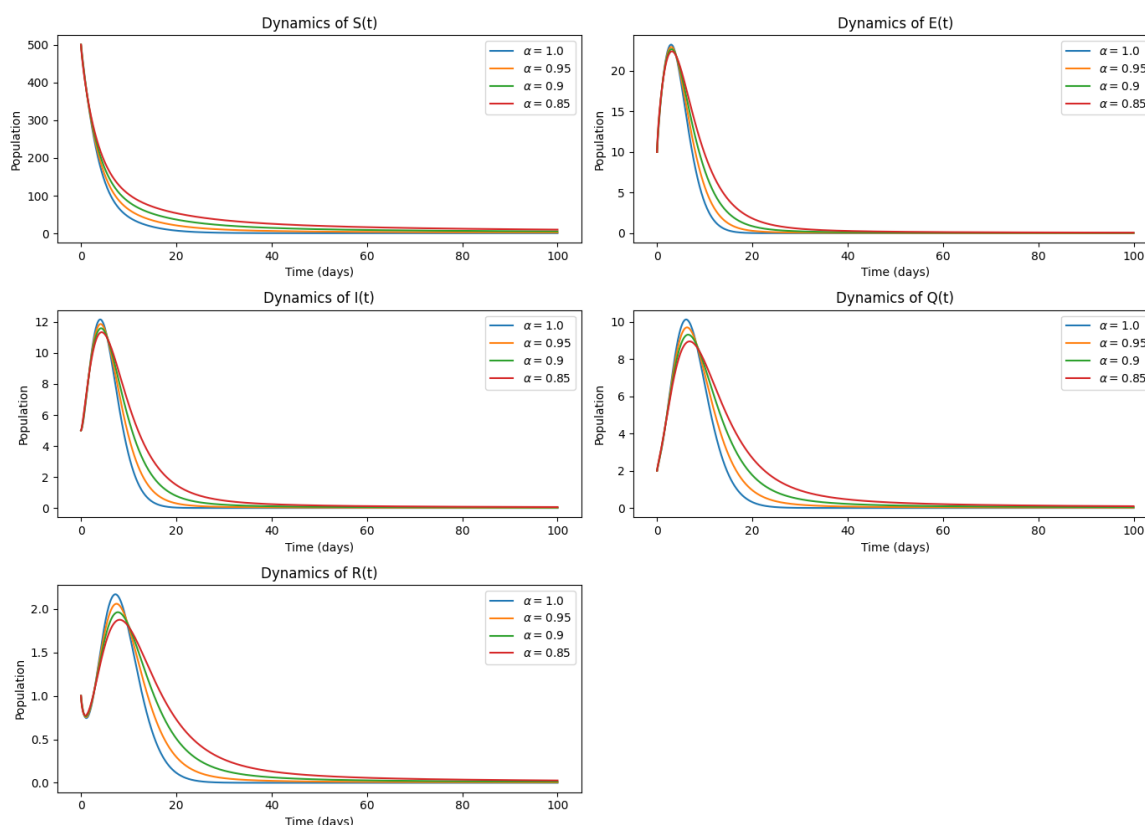 Dynamics of S(t)
Population
500
400
300
200
100
0
α = 1.0
α = 0.95
α = 0.9
α = 0.85
0 20 40 60 80 100
Time (days)
Dynamics of E(t)
Population
20
15
10
5
0
α = 1.0
α = 0.95
α = 0.9
α = 0.85
0 20 40 60 80 100
Time (days)
Dynamics of I(t)
Population
12
10
8
6
4
2
0
α = 1.0
α = 0.95
α = 0.9
α = 0.85
0 20 40 60 80 100
Time (days)
Dynamics of Q(t)
Population
10
8
6
4
2
0
α = 1.0
α = 0.95
α = 0.9
α = 0.85
0 20 40 60 80 100
Time (days)
Dynamics of R(t)
Population
2.0
1.5
1.0
0.5
0.0
α = 1.0
α = 0.95
α = 0.9
α = 0.85
0 20 40 60 80 100
Time (days)